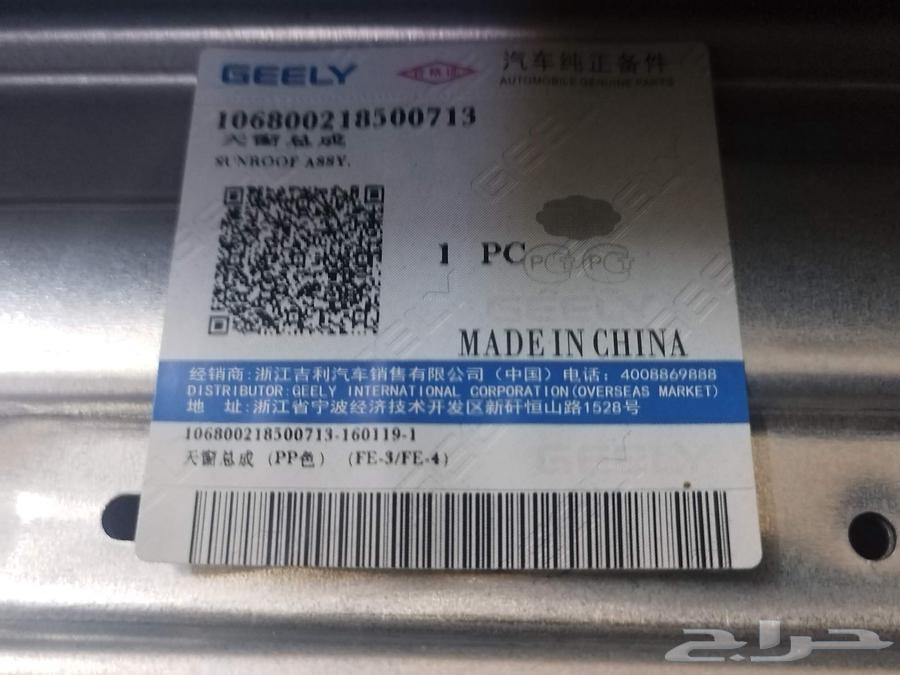 GEELY
合格证
汽车纯正备件
AUTOMOBILE GENUINE PARTS
106800218500713
天窗总成
SUNROOF ASSY.
1 PC
MADE IN CHINA
经销商:浙江吉利汽车销售有限公司（中国）电话：4008869888
DISTRIBUTOR:GEELY INTERNATIONAL CORPORATION(OVERSEAS MARKET)
地 址:浙江省宁波经济技术开发区新矸恒山路1528号
106800218500713-160119-1
天窗总成（PP色）（FE-3/FE-4）
GEELY
حراج